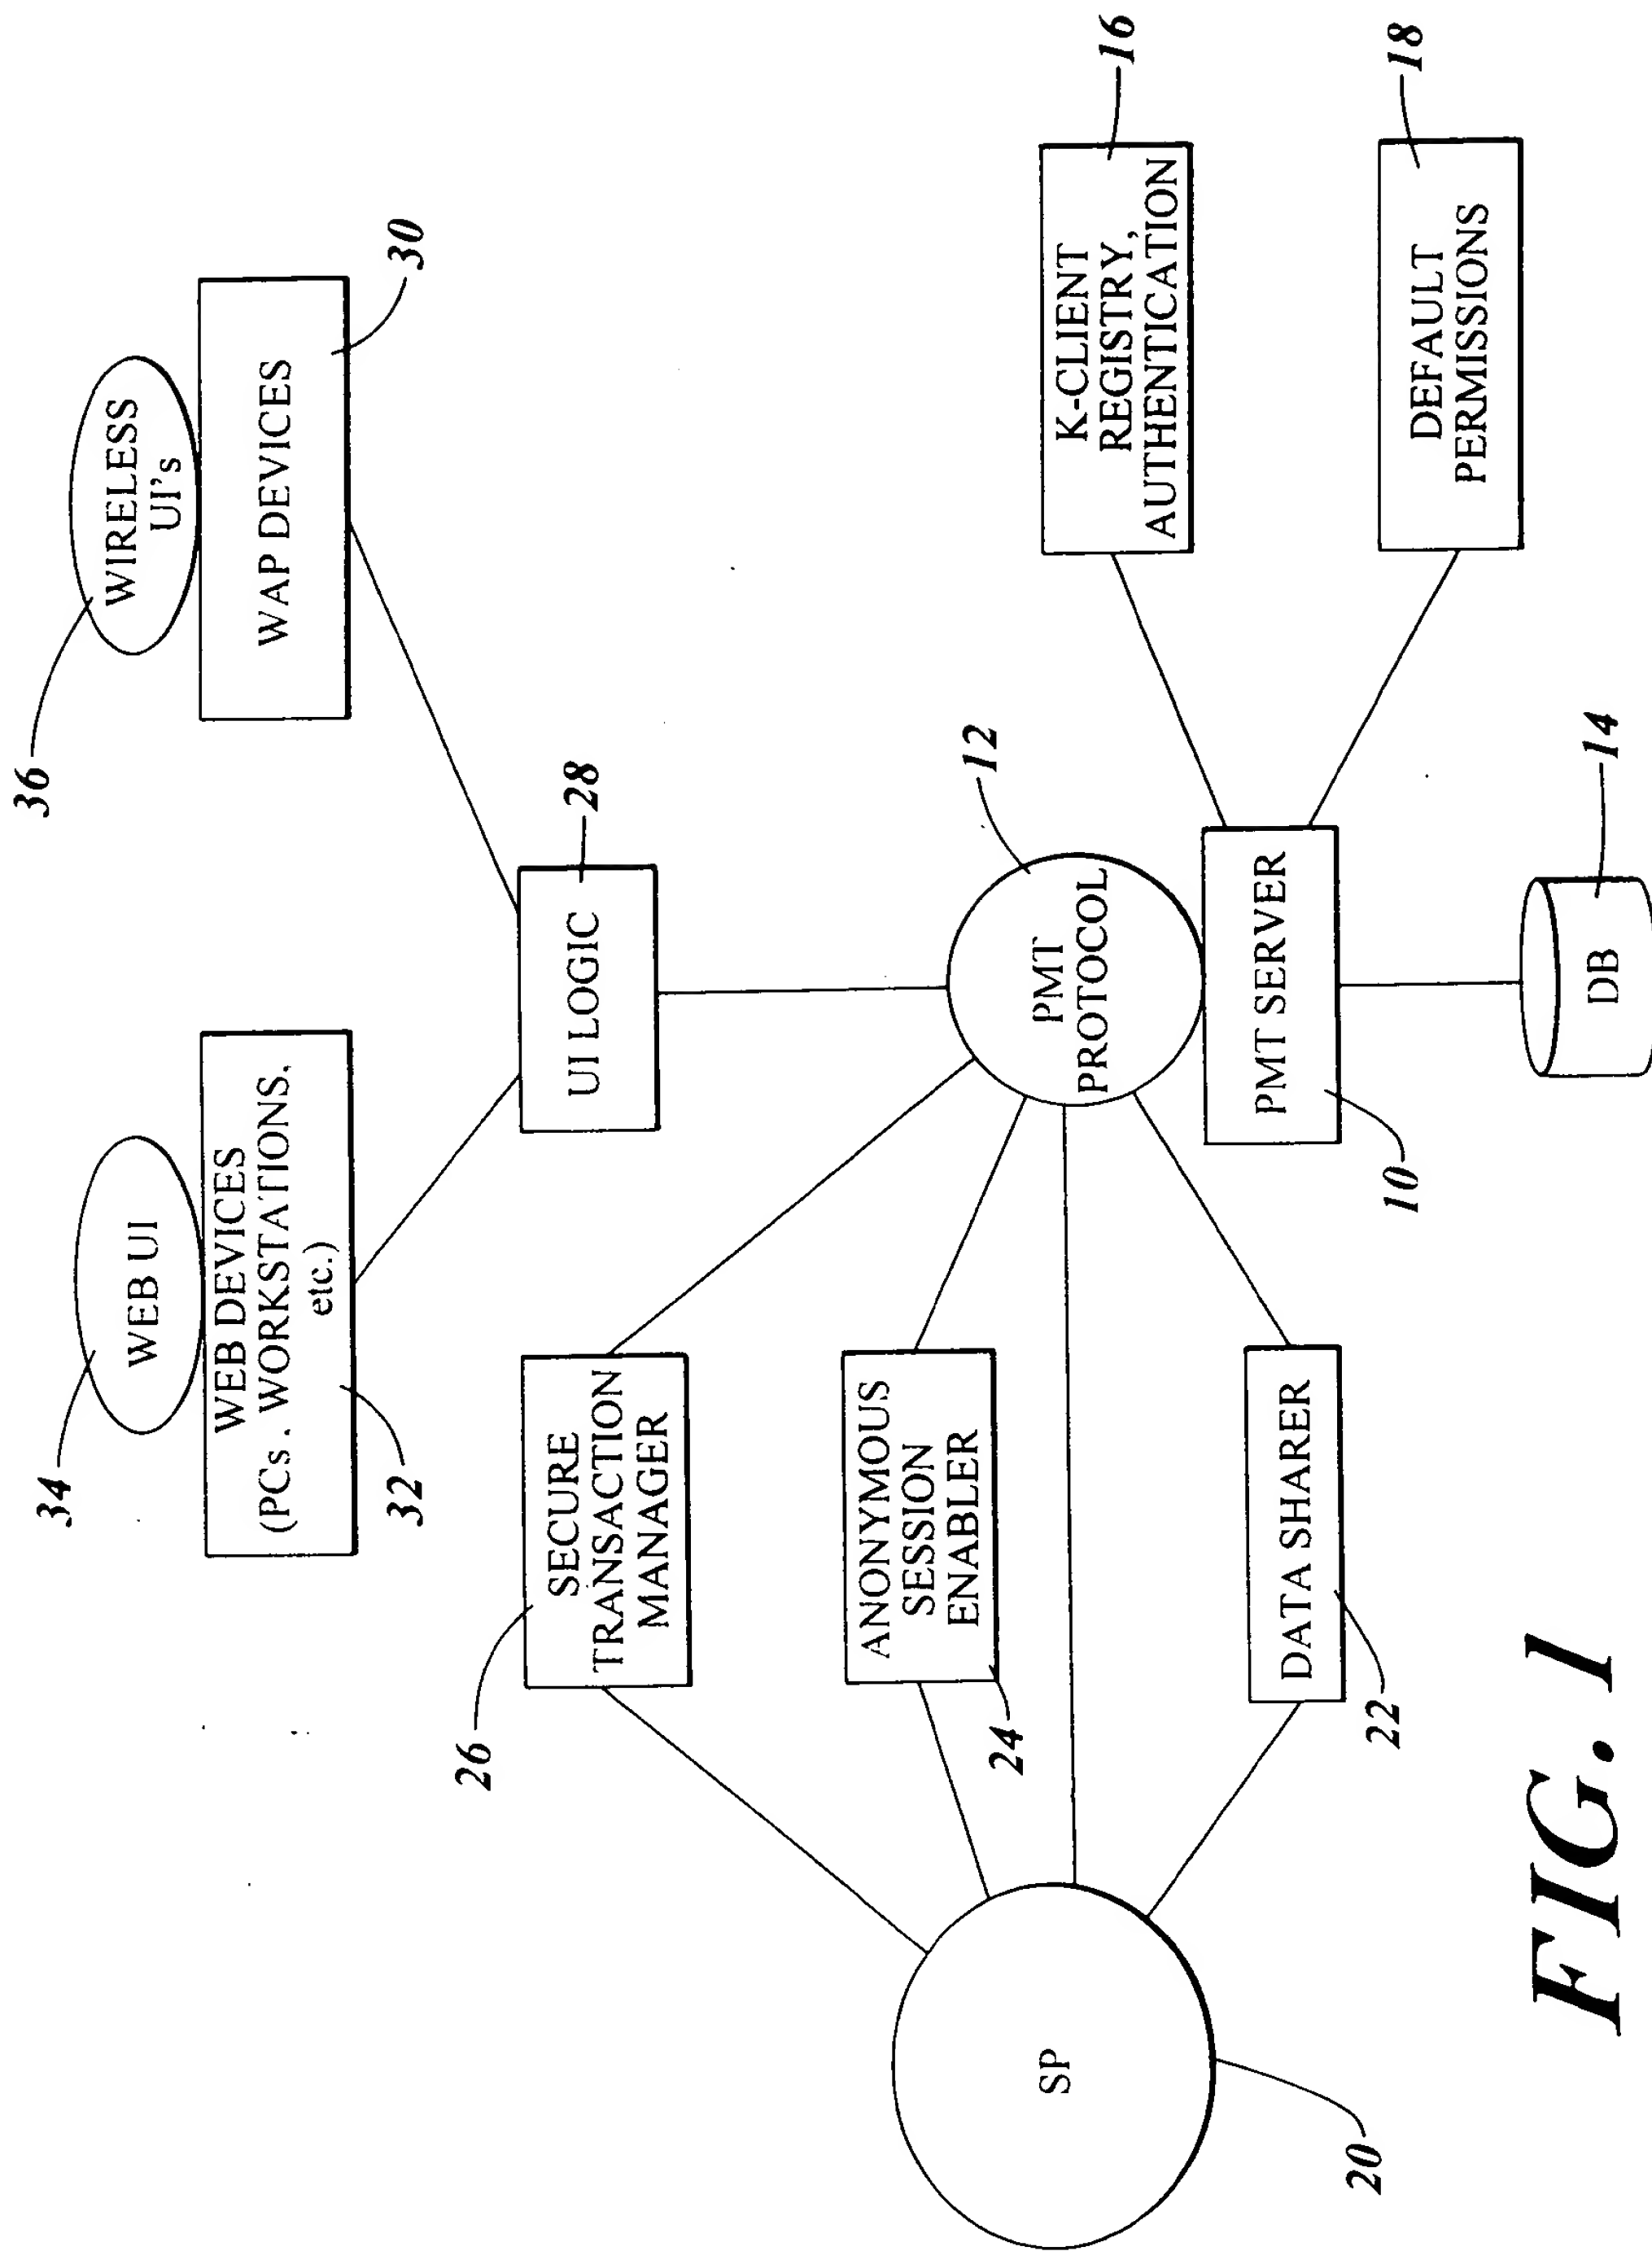 34
WEB UI
WEB DEVICES
(PCs, WORKSTATIONS,
etc.)
32
36
WIRELESS
UI's
WAP DEVICES
30
UI LOGIC
28
26
SECURE
TRANSACTION
MANAGER
ANONYMOUS
SESSION
ENABLER
24
DATA SHARER
22
SP
20
PMT
PROTOCOL
12
PMT SERVER
10
DB
14
K-CLIENT
REGISTRY,
AUTHENTICATION
16
DEFAULT
PERMISSIONS
18
FIG. 1